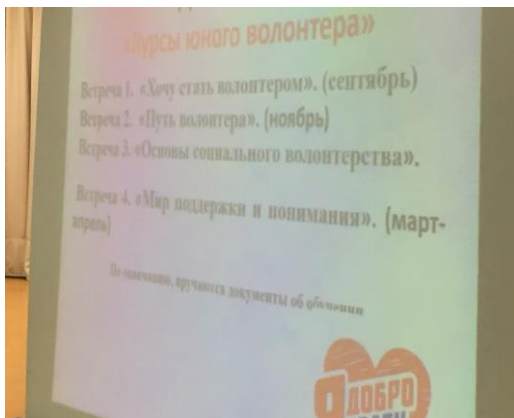 «Курсы юного волонтера»
Встреча 1. «Хочу стать волонтером». (сентябрь)
Встреча 2. «Путь волонтера». (ноябрь)
Встреча 3. «Основы социального волонтерства».
Встреча 4. «Мир поддержки и понимания». (март-
апрель)
По окончанию, вручаются документы об обучении
ДОБРО